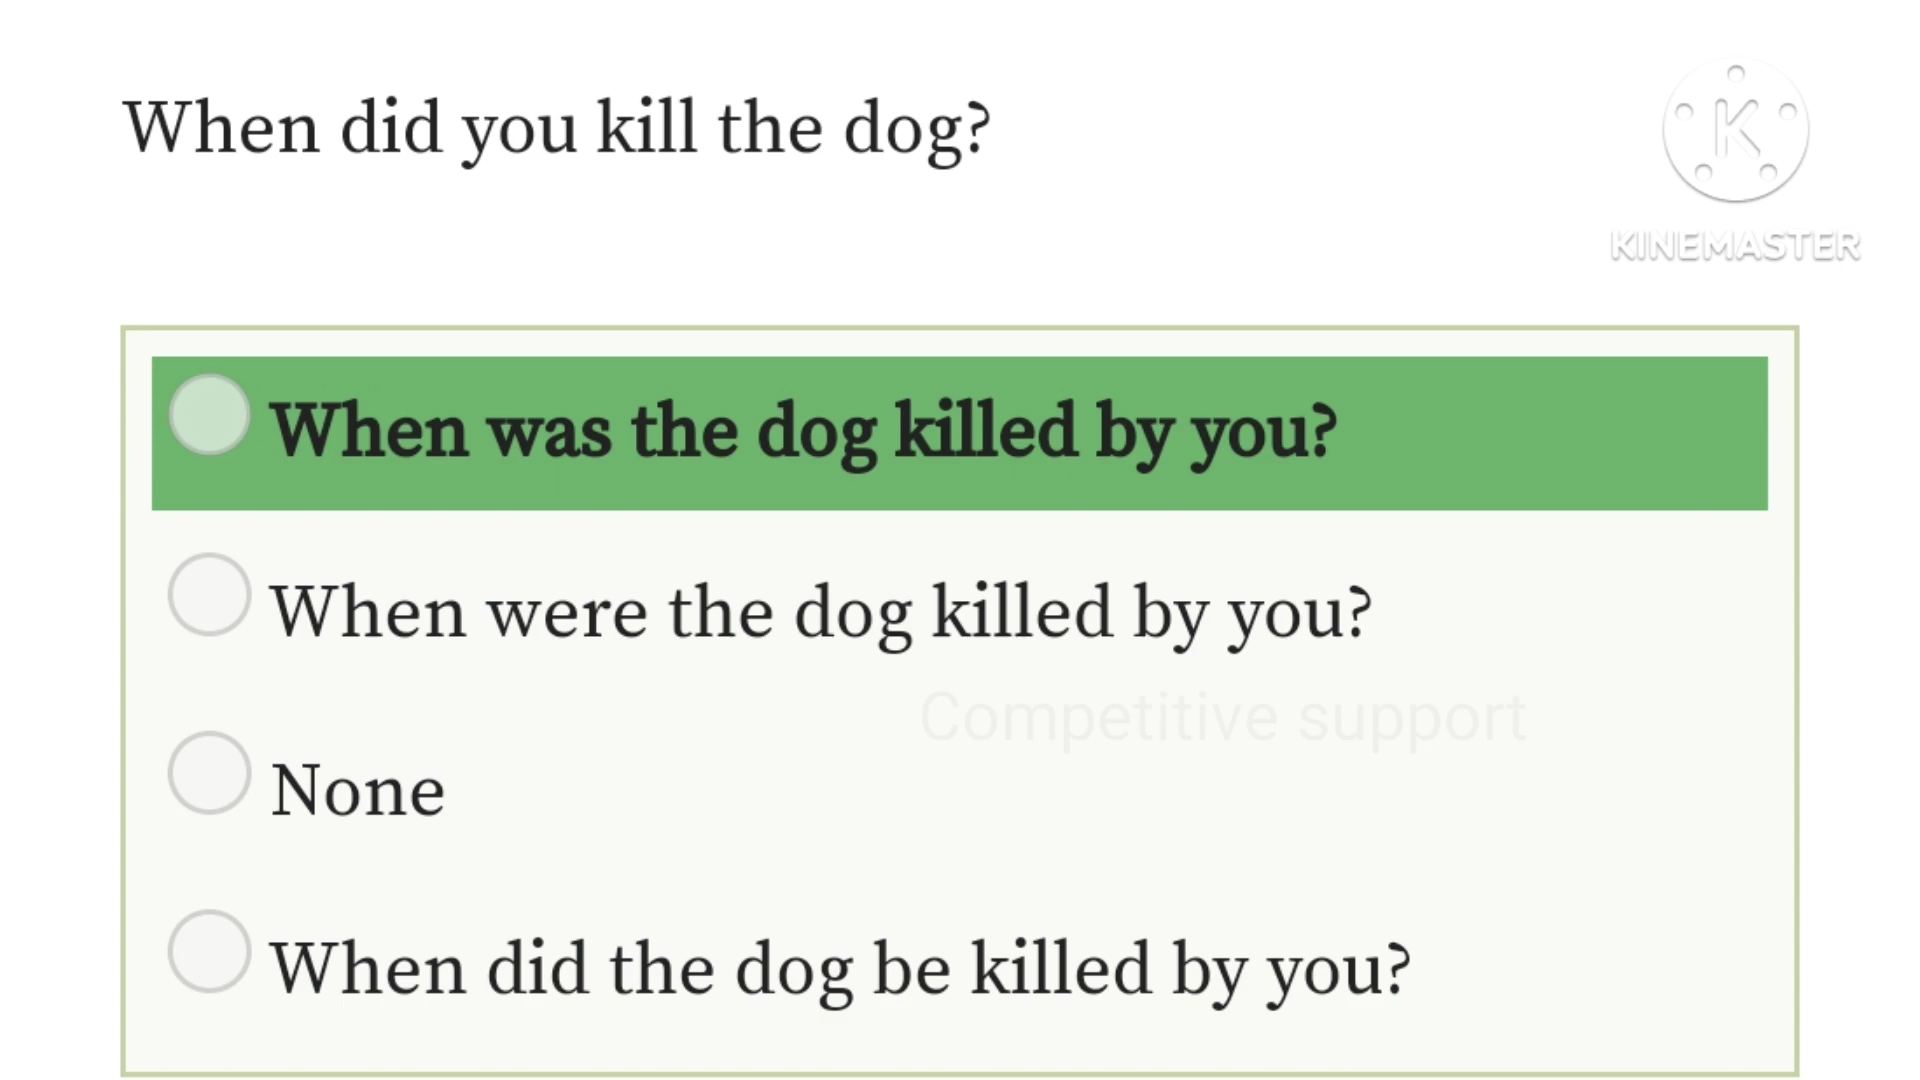 When did you kill the dog?
K
KINEMASTER
When was the dog killed by you?
When were the dog killed by you?
Competitive support
None
When did the dog be killed by you?